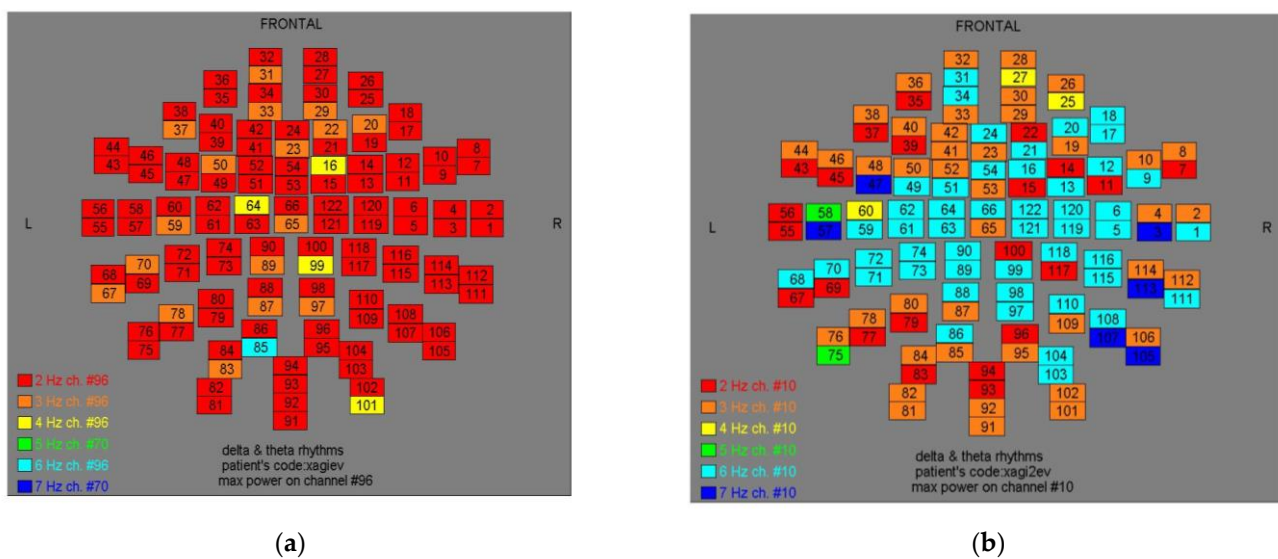 FRONTAL
32 28
31 27
36 34 30 26
35 33 29 25
38 40 42 24 22 20 18
37 39 41 23 21 19 17
44 46 48 50 52 54 16 14 12 10 8
43 45 47 49 51 53 15 13 11 9 7
L 56 58 60 62 64 66 122 120 6 4 2 R
55 57 59 61 63 65 121 119 5 3 1
68 70 72 74 90 100 118 116 114 112
67 69 71 73 89 99 117 115 113 111
76 78 80 88 98 110 108 106
75 77 79 87 97 109 107 105
84 86 96 104
83 85 95 103
82 94 102
81 93 101
92
91
2 Hz ch. #96
3 Hz ch. #96
4 Hz ch. #96
5 Hz ch. #70
6 Hz ch. #96
7 Hz ch. #70
delta & theta rhythms
patient's code:xagiev
max power on channel #96
(a)
FRONTAL
32 28
31 27
36 34 30 26
35 33 29 25
38 40 42 24 22 20 18
37 39 41 23 21 19 17
44 46 48 50 52 54 16 14 12 10 8
43 45 47 49 51 53 15 13 11 9 7
L 56 58 60 62 64 66 122 120 6 4 2 R
55 57 59 61 63 65 121 119 5 3 1
68 70 72 74 90 100 118 116 114 112
67 69 71 73 89 99 117 115 113 111
76 78 80 88 98 110 108 106
75 77 79 87 97 109 107 105
84 86 96 104
83 85 95 103
82 94 102
81 93 101
92
91
2 Hz ch. #10
3 Hz ch. #10
4 Hz ch. #10
5 Hz ch. #10
6 Hz ch. #10
7 Hz ch. #10
delta & theta rhythms
patient's code:xagi2ev
max power on channel #10
(b)